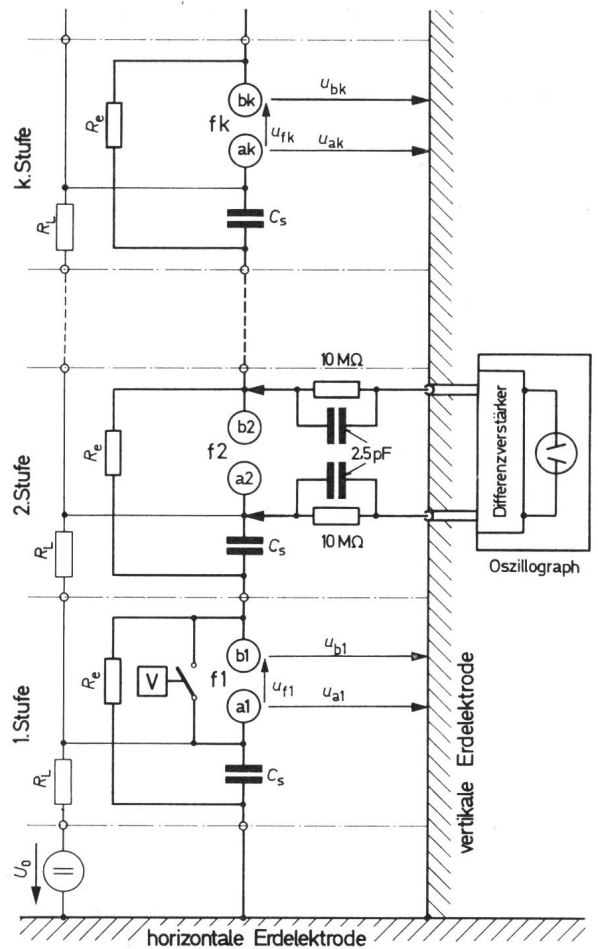 k.Stufe
R_e
bk
fk
ak
u_bk
u_fk
u_ak
R_L
C_s
2.Stufe
R_e
b2
f2
a2
10 MΩ
2,5pF
10 MΩ
Differenzverstärker
Oszillograph
R_L
C_s
1.Stufe
R_e
V
b1
f1
a1
u_b1
u_f1
u_a1
R_L
C_s
U_0
vertikale Erdelektrode
horizontale Erdelektrode